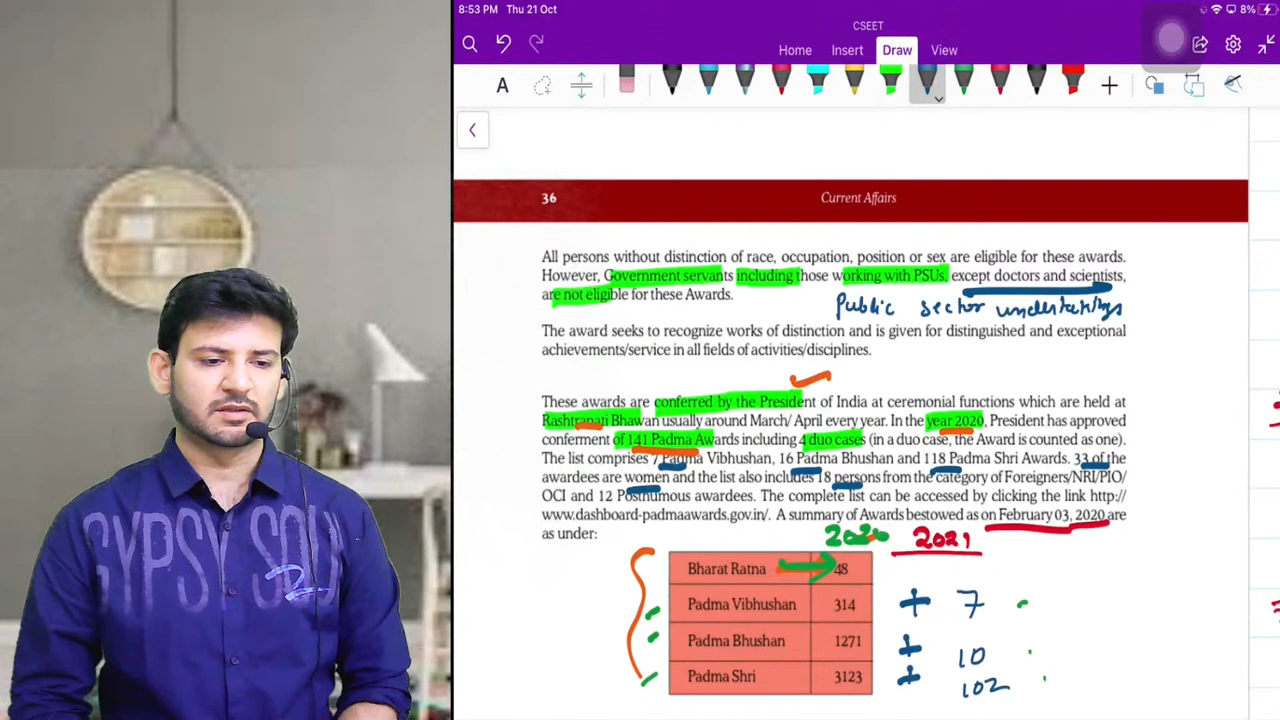 8:53 PM Thu 21 Oct
8%
CSEET
Home Insert Draw View
A
36 Current Affairs
All persons without distinction of race, occupation, position or sex are eligible for these awards.
However, Government servants including those working with PSUs, except doctors and scientists,
are not eligible for these Awards.
Public sector undertakings
The award seeks to recognize works of distinction and is given for distinguished and exceptional
achievements/service in all fields of activities/disciplines.
These awards are conferred by the President of India at ceremonial functions which are held at
Rashtrapati Bhawan usually around March/ April every year. In the year 2020, President has approved
conferment of 141 Padma Awards including 4 duo cases (in a duo case, the Award is counted as one).
The list comprises 7 Padma Vibhushan, 16 Padma Bhushan and 118 Padma Shri Awards. 33 of the
awardees are women and the list also includes 18 persons from the category of Foreigners/NRI/PIO/
OCI and 12 Posthumous awardees. The complete list can be accessed by clicking the link http://
www.dashboard-padmaawards.gov.in/. A summary of Awards bestowed as on February 03, 2020 are
as under:
2020 2021
Bharat Ratna 48
Padma Vibhushan 314 + 7
Padma Bhushan 1271 + 10
Padma Shri 3123 + 102
GYPSY SOUL